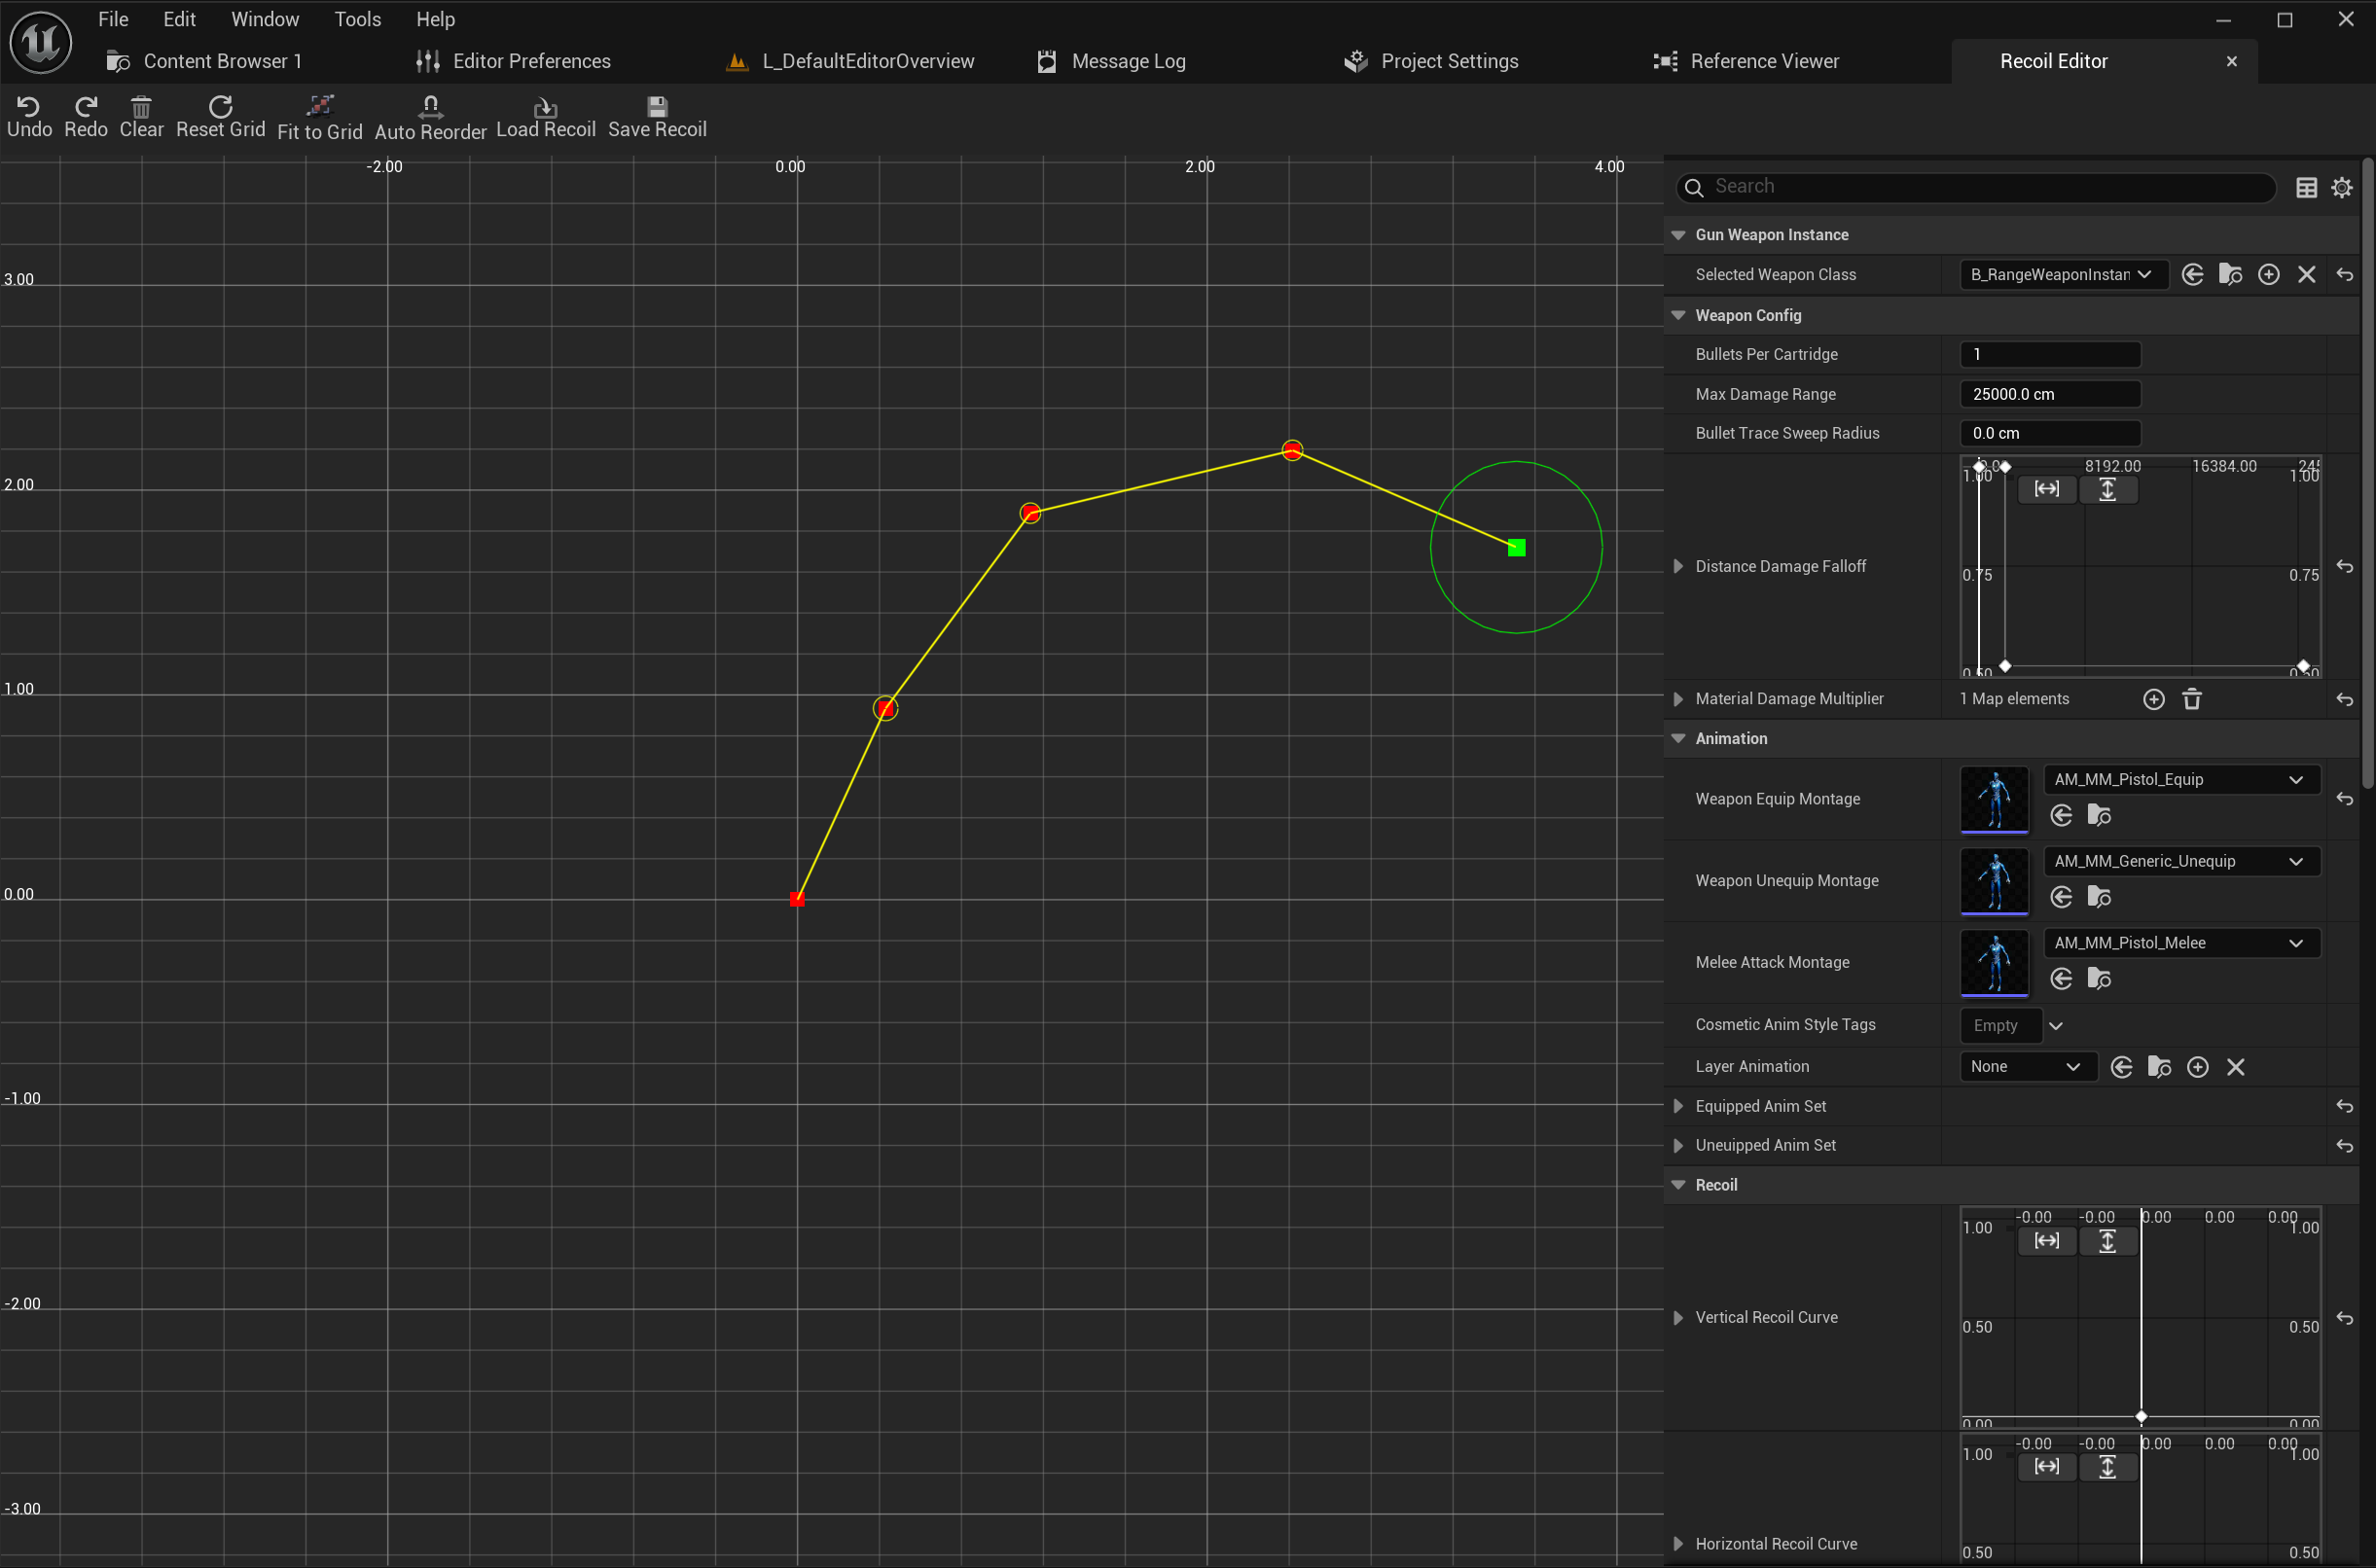 File Edit Window Tools Help
Content Browser 1 Editor Preferences L_DefaultEditorOverview Message Log Project Settings Reference Viewer Recoil Editor
Undo Redo Clear Reset Grid Fit to Grid Auto Reorder Load Recoil Save Recoil
-2.00 0.00 2.00 4.00
3.00
2.00
1.00
0.00
-1.00
-2.00
-3.00
Search
Gun Weapon Instance
Selected Weapon Class B_RangeWeaponInstan
Weapon Config
Bullets Per Cartridge 1
Max Damage Range 25000.0 cm
Bullet Trace Sweep Radius 0.0 cm
8192.00 16384.00
1.00 1.00
Distance Damage Falloff
0.75 0.75
0.50 0.50
Material Damage Multiplier 1 Map elements
Animation
Weapon Equip Montage AM_MM_Pistol_Equip
Weapon Unequip Montage AM_MM_Generic_Unequip
Melee Attack Montage AM_MM_Pistol_Melee
Cosmetic Anim Style Tags Empty
Layer Animation None
Equipped Anim Set
Uneuipped Anim Set
Recoil
-0.00 -0.00 0.00 0.00 0.00
1.00 1.00
Vertical Recoil Curve
0.50 0.50
0.00 0.00
-0.00 -0.00 0.00 0.00 0.00
1.00 1.00
Horizontal Recoil Curve
0.50 0.50